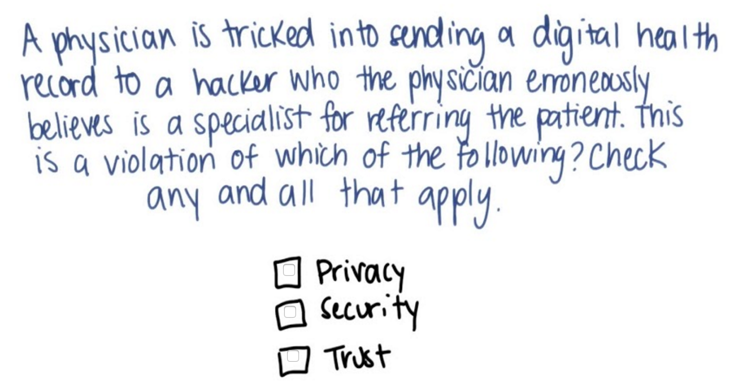 A physician is tricked into sending a digital health
record to a hacker who the physician erroneously
believes is a specialist for referring the patient. This
is a violation of which of the following? Check
any and all that apply.
Privacy
Security
Trust